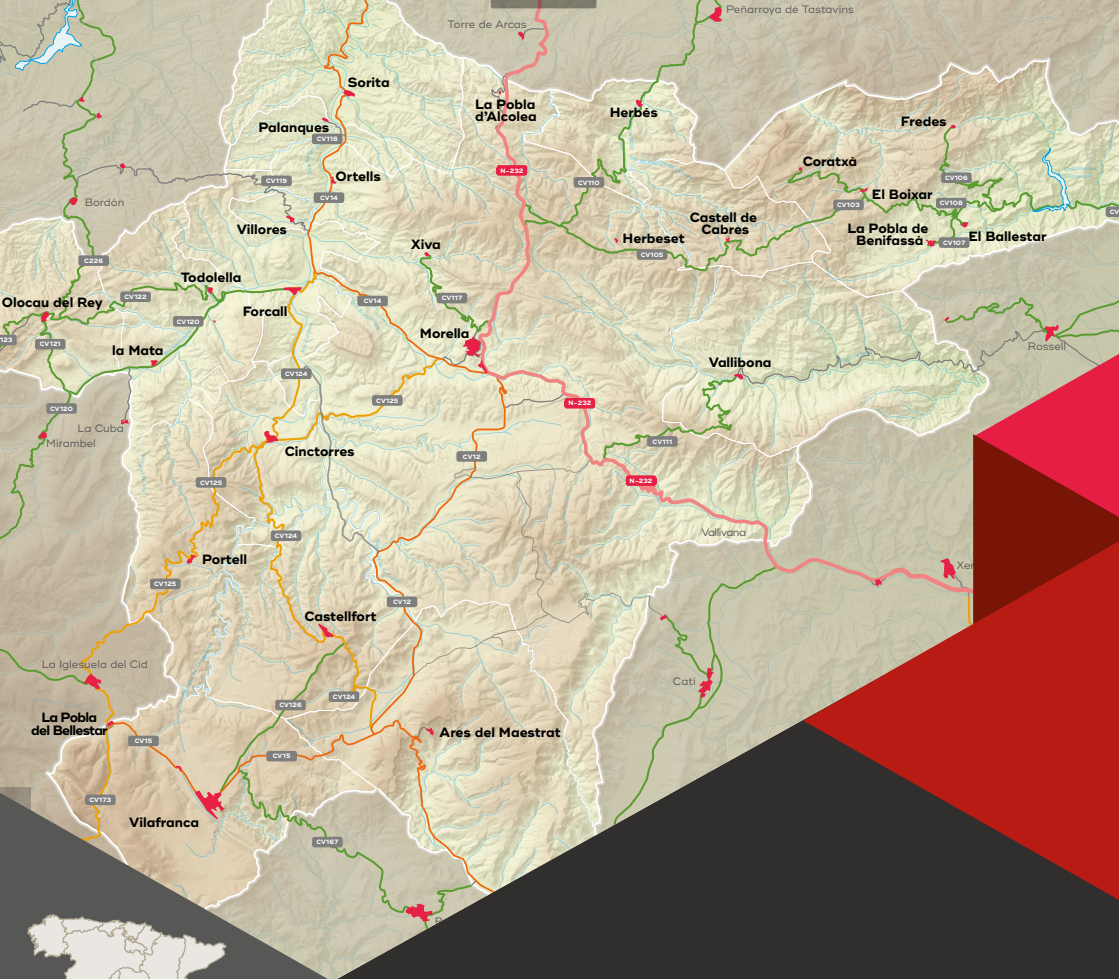 Peñarroya de Tastavins
Torre de Arcas
Sorita
La Pobla
d'Alcolea
Herbés
Palanques
CV118
Fredes
Coratxà
N-232
Ortells
CV119
CV110
CV106
CV14
El Boixar
Bordón
CV103
CV106
Castell de
Cabres
Villores
La Pobla de
Benifassà
El Ballestar
Herbeset
CV107
Xiva
CV105
C226
Todolella
CV122
CV14
CV117
Olocau del Rey
Forcall
CV120
Morella
123
CV121
Rossell
la Mata
Vallibona
CV124
CV125
N-232
CV120
La Cuba
Mirambel
CV111
Cinctorres
CV12
CV125
N-232
Vallivana
CV124
Portell
Xer
CV125
CV12
Castellfort
La Iglesuela del Cid
Catí
CV124
CV126
La Pobla
del Bellestar
Ares del Maestrat
CV15
CV15
CV173
Vilafranca
CV167